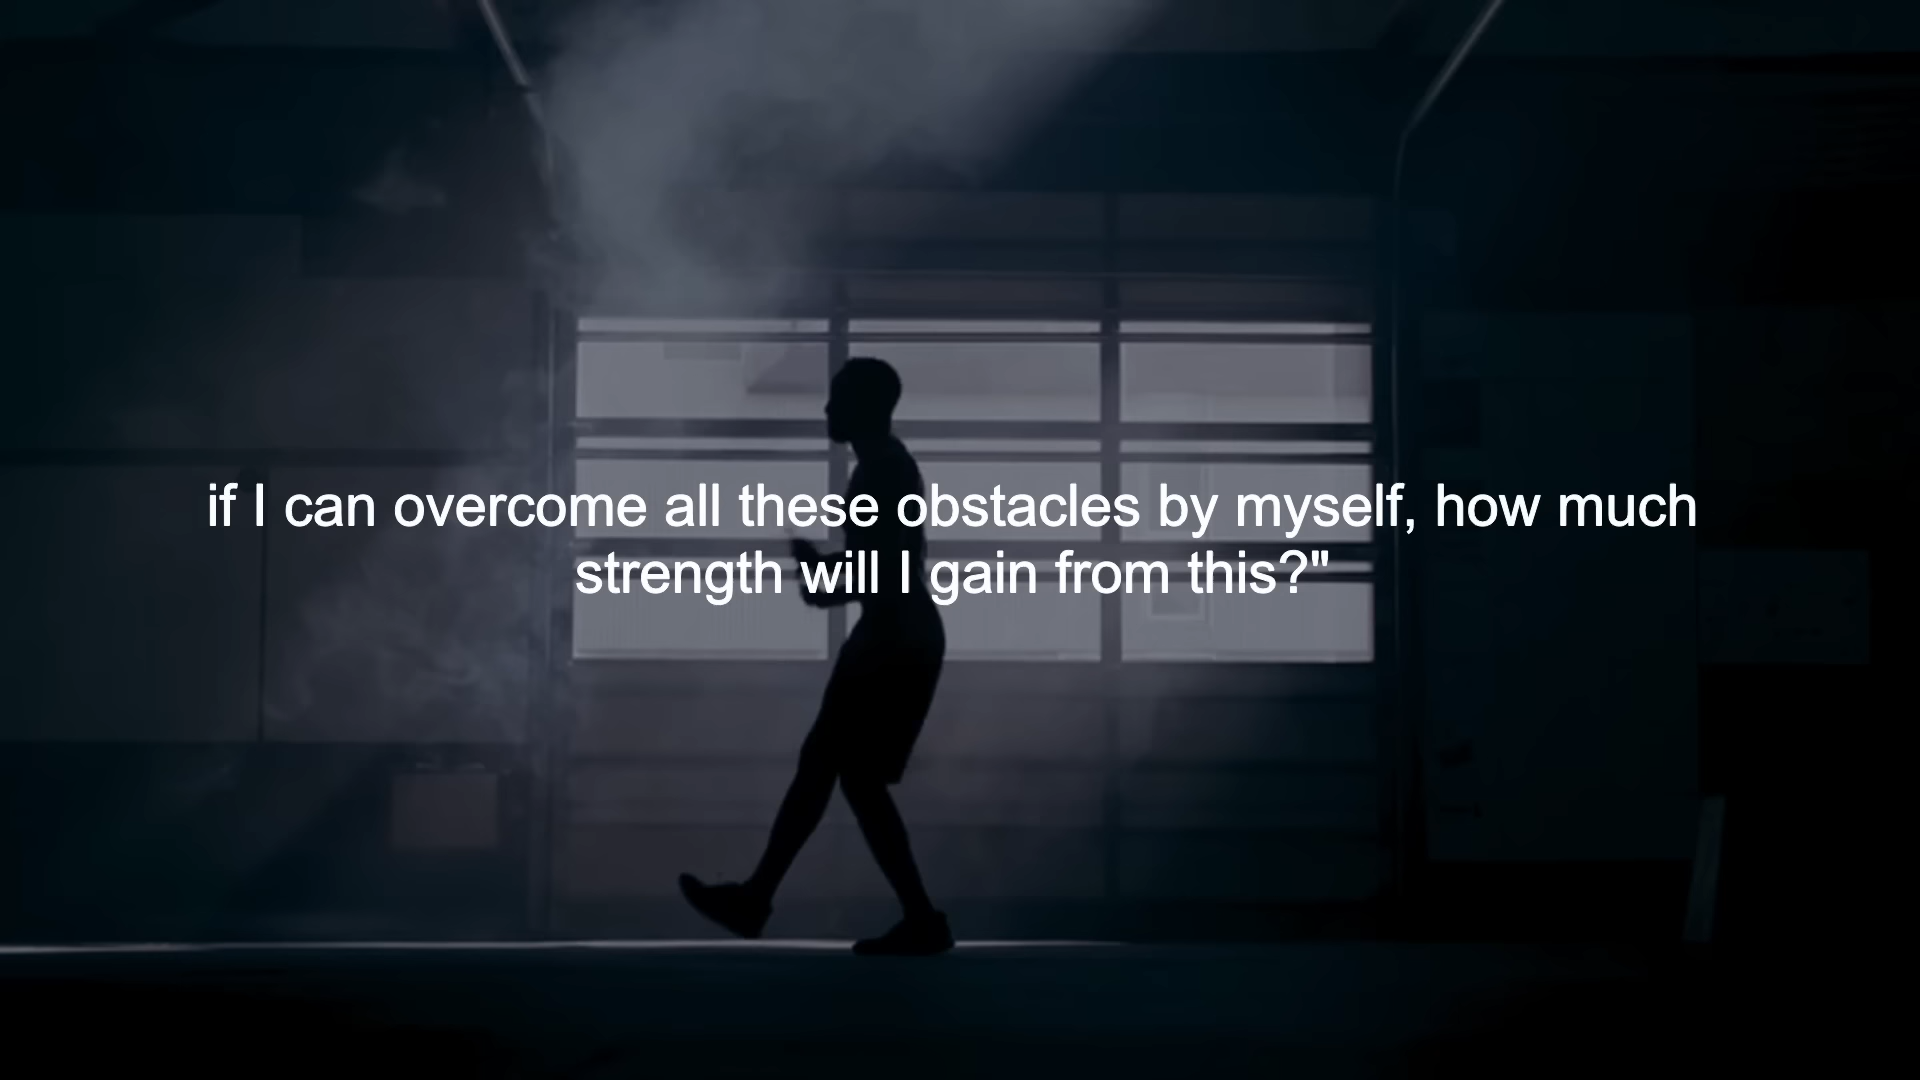 if I can overcome all these obstacles by myself, how much
strength will I gain from this?"